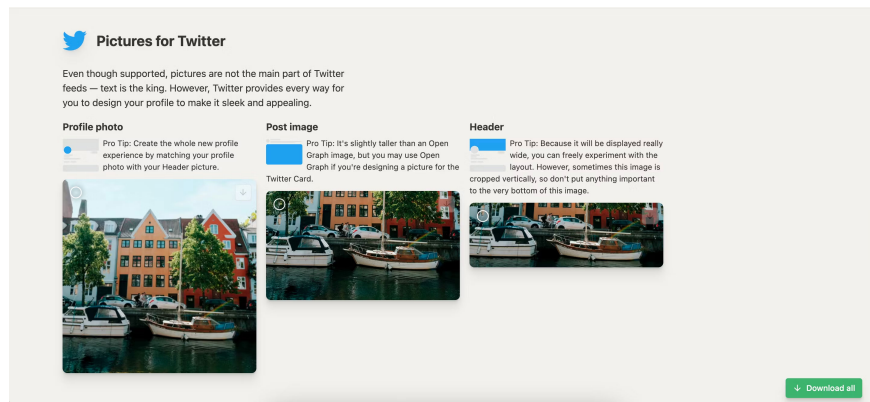 Pictures for Twitter
Even though supported, pictures are not the main part of Twitter
feeds — text is the king. However, Twitter provides every way for
you to design your profile to make it sleek and appealing.
Profile photo
Pro Tip: Create the whole new profile
experience by matching your profile
photo with your Header picture.
Post image
Pro Tip: It's slightly taller than an Open
Graph image, but you may use Open
Graph if you're designing a picture for the
Twitter Card.
Header
Pro Tip: Because it will be displayed really
wide, you can freely experiment with the
layout. However, sometimes this image is
cropped vertically, so don't put anything important
to the very bottom of this image.
Download all